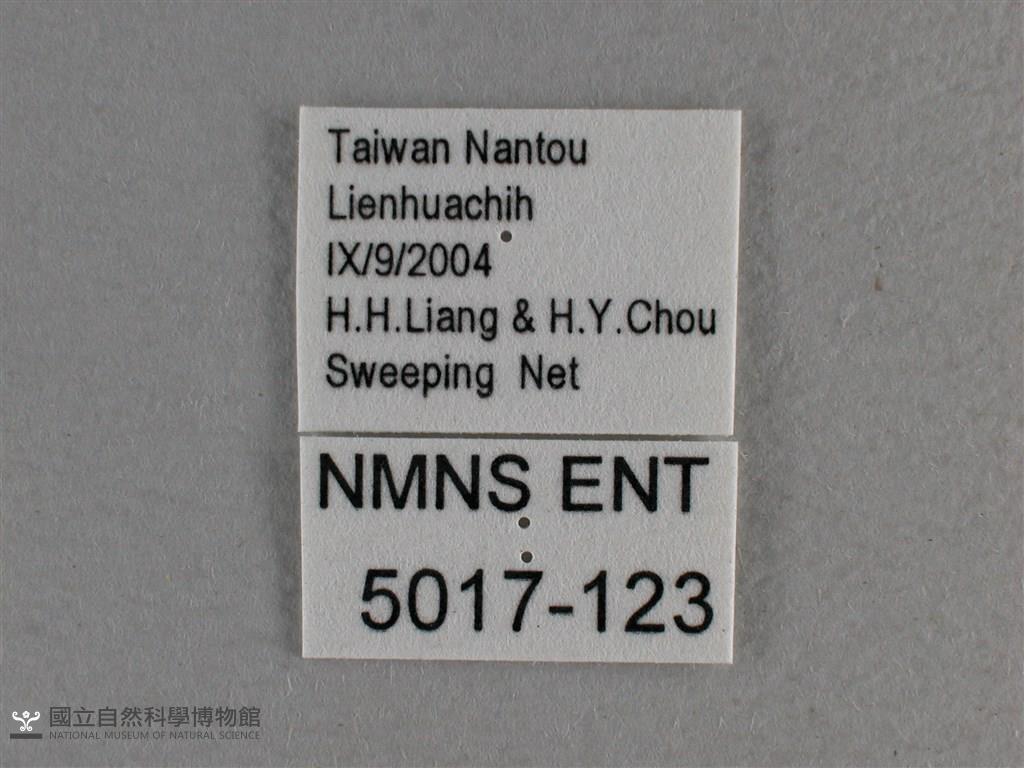 Taiwan Nantou
Lienhuachih
IX/9/2004
H.H.Liang & H.Y.Chou
Sweeping Net
NMNS ENT
5017-123
國立自然科學博物館
NATIONAL MUSEUM OF NATURAL SCIENCE